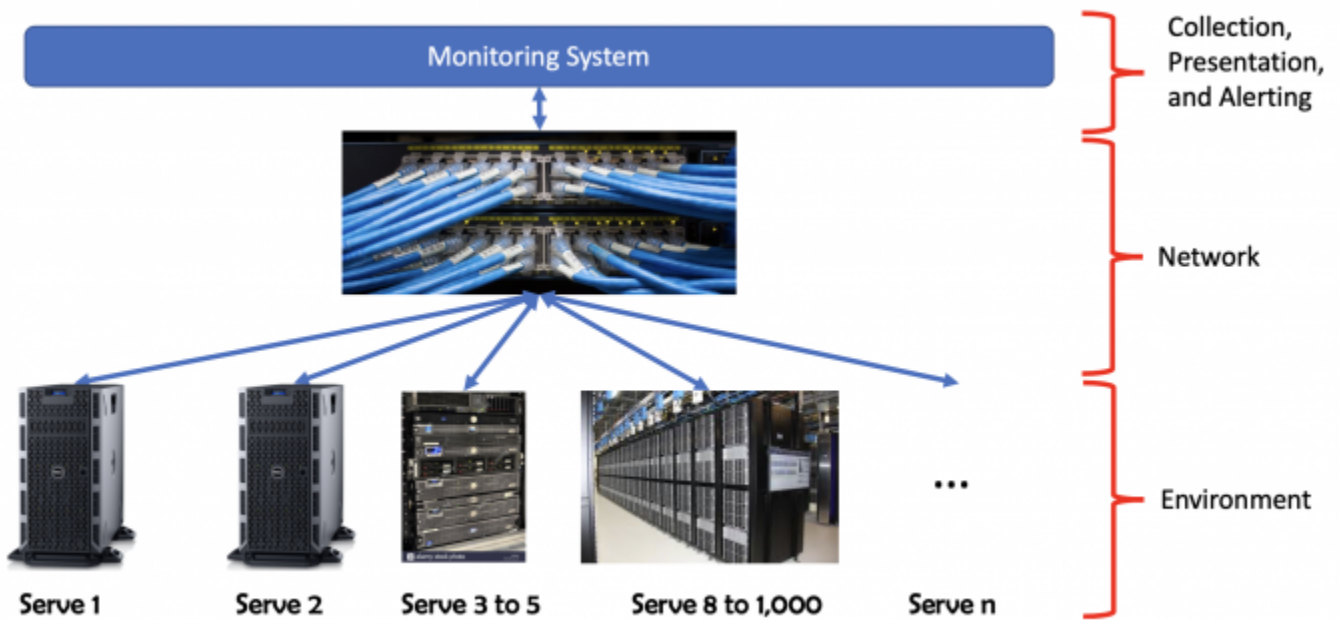 Monitoring System
Collection,
Presentation,
and Alerting
Network
Environment
Serve 1
Serve 2
Serve 3 to 5
Serve 8 to 1,000
Serve n
...